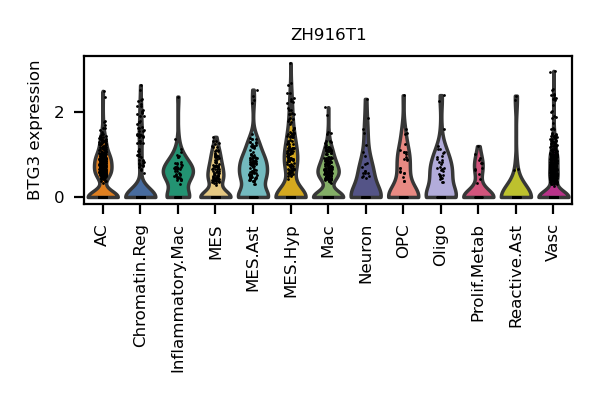 ZH916T1
BTG3 expression
2
0
AC
Chromatin.Reg
Inflammatory.Mac
MES
MES.Ast
MES.Hyp
Mac
Neuron
OPC
Oligo
Prolif.Metab
Reactive.Ast
Vasc